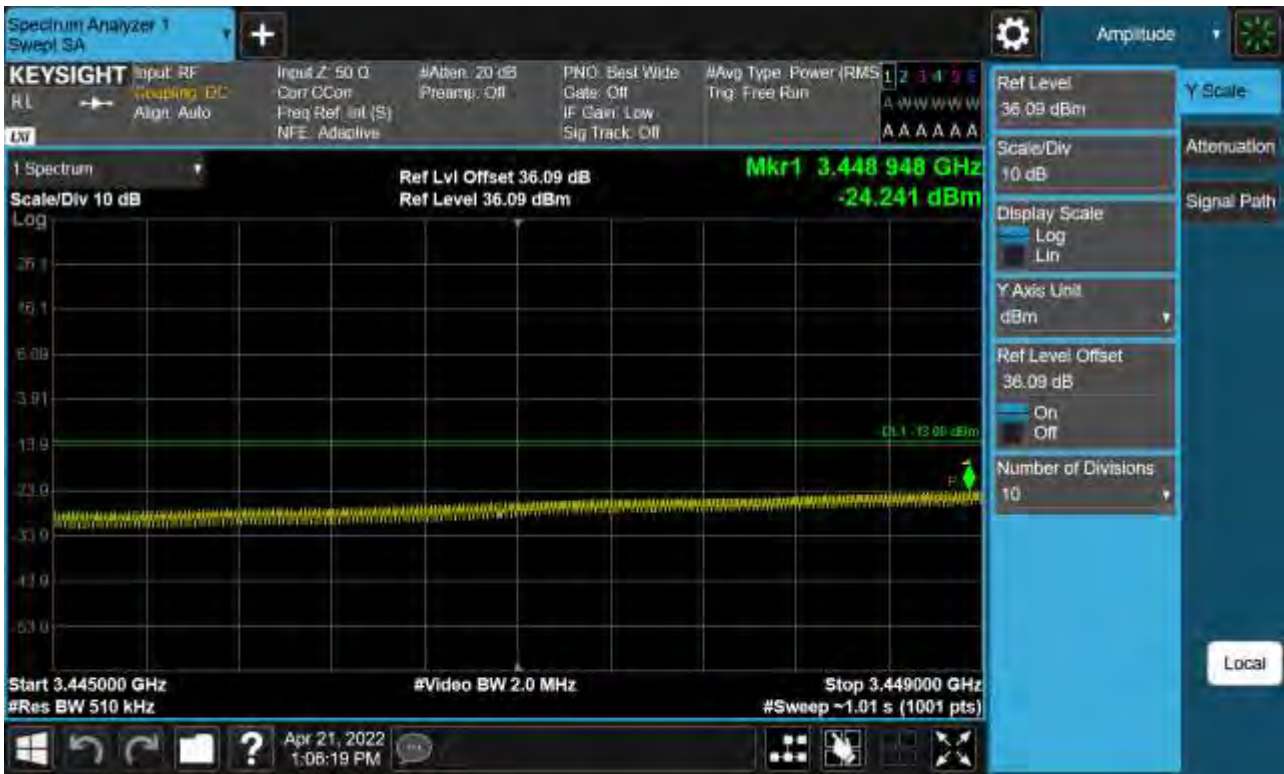 Spectrum Analyzer 1
Swept SA
Amplitude
KEYSIGHT
RL
Input: RF
Coupling: DC
Align: Auto
Input Z: 50 Ω
Corr CCorr
Freq Ref: Int (S)
NFE: Adaptive
#Atten: 20 dB
Preamp: Off
PNO: Best Wide
Gate: Off
IF Gain: Low
Sig Track: Off
#Avg Type: Power (RMS
Trig: Free Run
1 2 3 4 5 6
A W W W W W
A A A A A A
1 Spectrum
Scale/Div 10 dB
Log
Ref Lvl Offset 36.09 dB
Ref Level 36.09 dBm
Mkr1 3.448 948 GHz
-24.241 dBm
26.1
16.1
6.09
-3.91
-13.9
-23.9
-33.9
-43.9
-53.9
DL1 -13.00 dBm
Start 3.445000 GHz
#Res BW 510 kHz
#Video BW 2.0 MHz
Stop 3.449000 GHz
#Sweep ~1.01 s (1001 pts)
Ref Level
36.09 dBm
Scale/Div
10 dB
Display Scale
Log
Lin
Y Axis Unit
dBm
Ref Level Offset
36.09 dB
On
Off
Number of Divisions
10
Y Scale
Attenuation
Signal Path
Local
?
Apr 21, 2022
1:06:19 PM